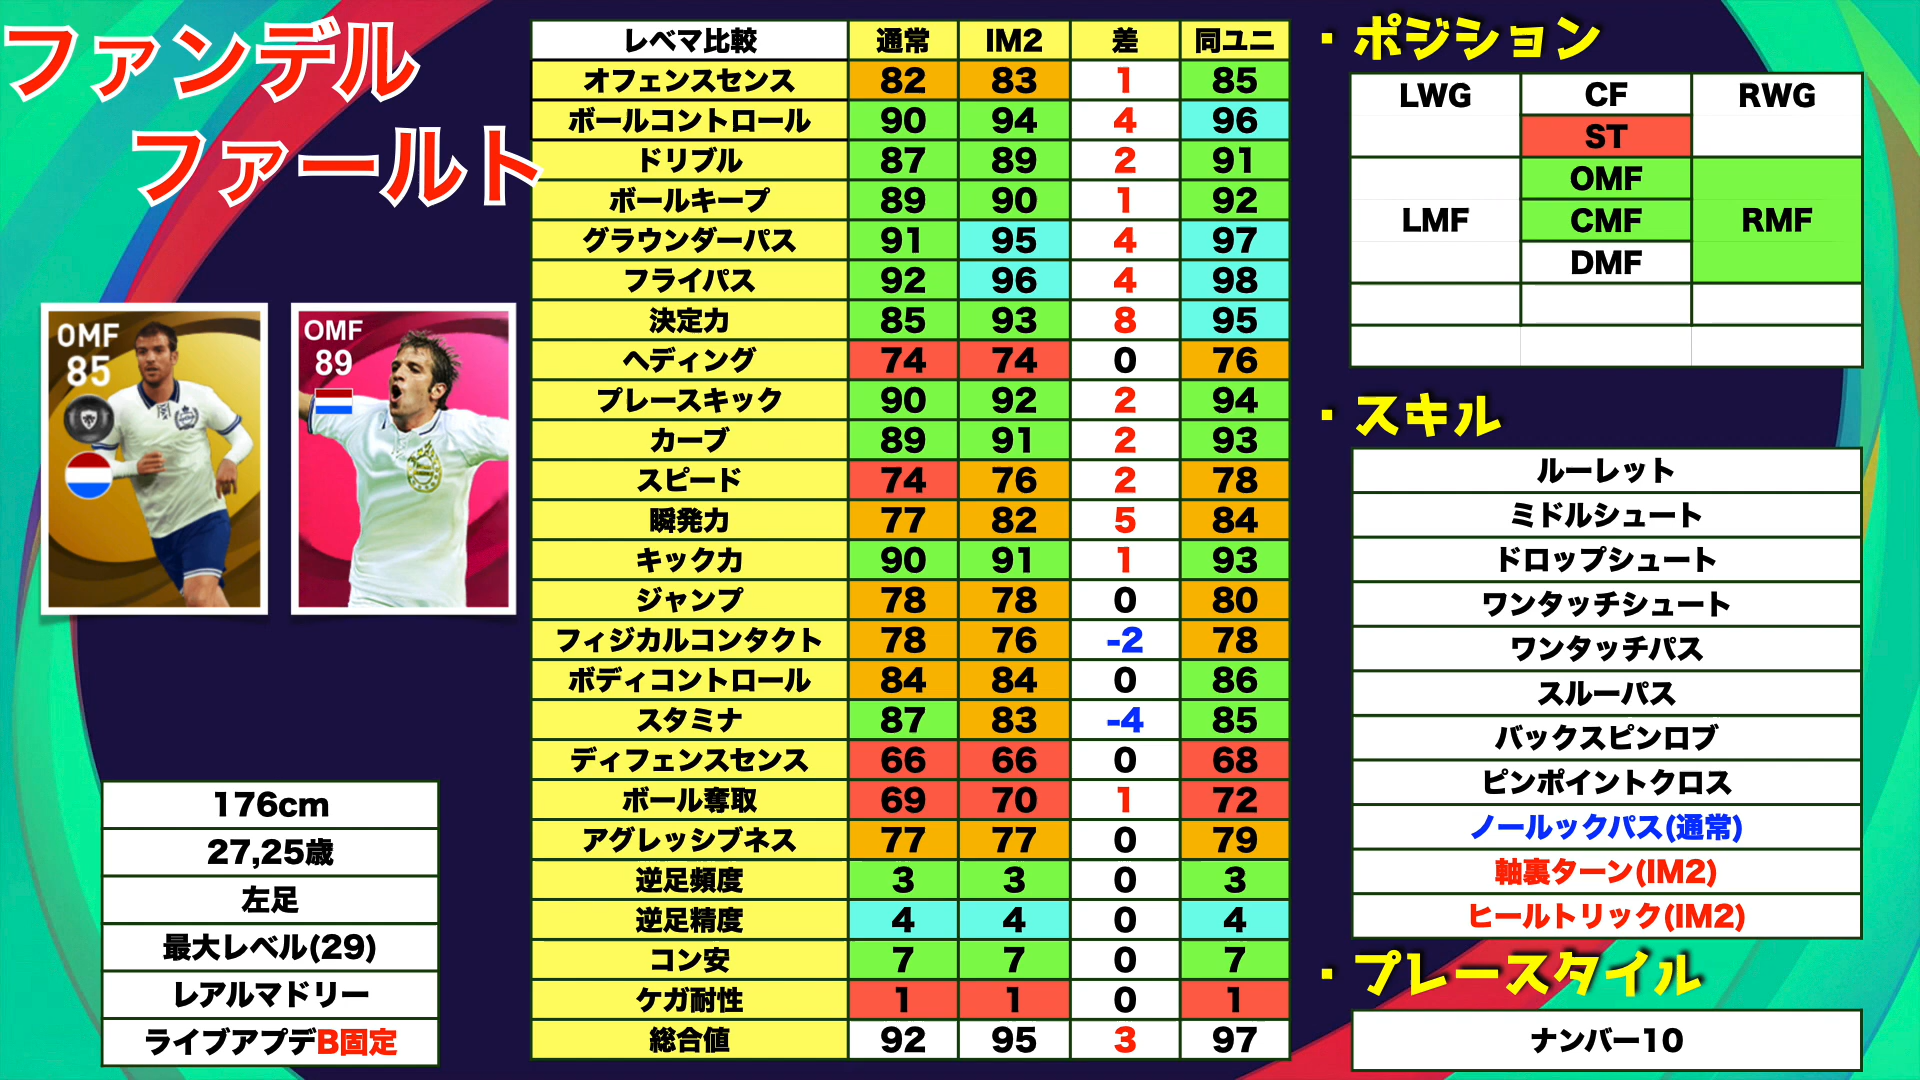 ファンデル
ファールト
OMF
85
OMF
89
176cm
27,25歳
左足
最大レベル(29)
レアルマドリー
ライブアプデB固定
レベマ比較 通常 IM2 差 同ユニ
オフェンスセンス 82 83 1 85
ボールコントロール 90 94 4 96
ドリブル 87 89 2 91
ボールキープ 89 90 1 92
グラウンダーパス 91 95 4 97
フライパス 92 96 4 98
決定力 85 93 8 95
ヘディング 74 74 0 76
プレースキック 90 92 2 94
カーブ 89 91 2 93
スピード 74 76 2 78
瞬発力 77 82 5 84
キック力 90 91 1 93
ジャンプ 78 78 0 80
フィジカルコンタクト 78 76 -2 78
ボディコントロール 84 84 0 86
スタミナ 87 83 -4 85
ディフェンスセンス 66 66 0 68
ボール奪取 69 70 1 72
アグレッシブネス 77 77 0 79
逆足頻度 3 3 0 3
逆足精度 4 4 0 4
コン安 7 7 0 7
ケガ耐性 1 1 0 1
総合値 92 95 3 97
・ポジション
LWG CF RWG
ST
OMF
LMF CMF RMF
DMF
・スキル
ルーレット
ミドルシュート
ドロップシュート
ワンタッチシュート
ワンタッチパス
スルーパス
バックスピンロブ
ピンポイントクロス
ノールックパス(通常)
軸裏ターン(IM2)
ヒールトリック(IM2)
・プレースタイル
ナンバー10